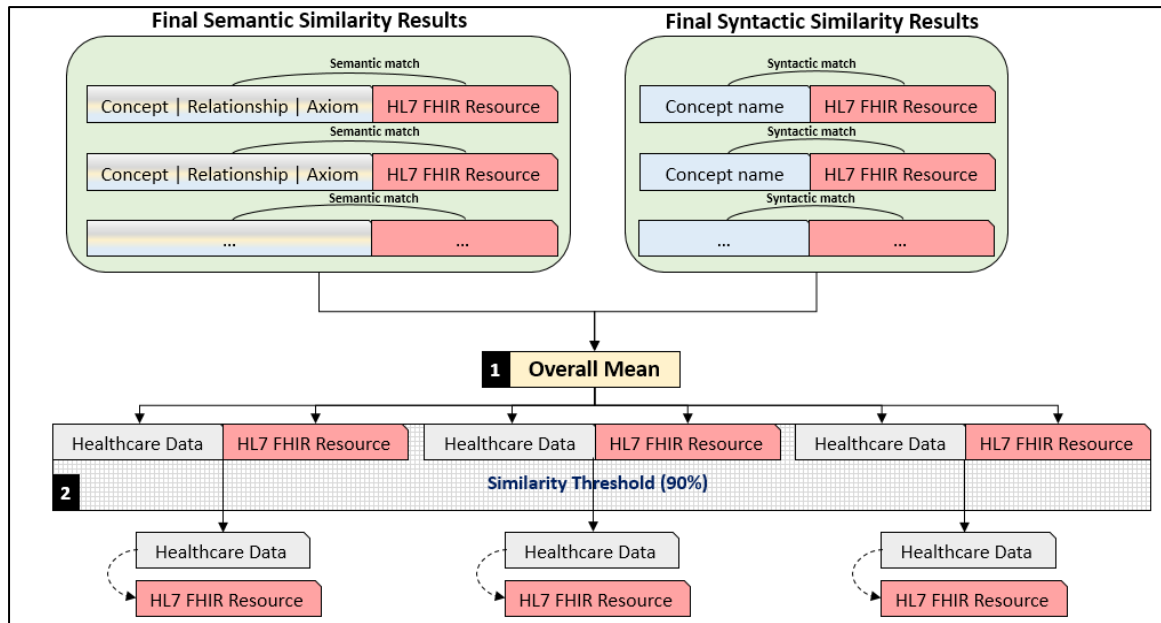 Final Semantic Similarity Results
Final Syntactic Similarity Results
Semantic match
Syntactic match
Concept | Relationship | Axiom
HL7 FHIR Resource
Concept name
HL7 FHIR Resource
Semantic match
Syntactic match
Concept | Relationship | Axiom
HL7 FHIR Resource
Concept name
HL7 FHIR Resource
Semantic match
Syntactic match
...
...
...
...
1
Overall Mean
Healthcare Data
HL7 FHIR Resource
Healthcare Data
HL7 FHIR Resource
Healthcare Data
HL7 FHIR Resource
2
Similarity Threshold (90%)
Healthcare Data
Healthcare Data
Healthcare Data
HL7 FHIR Resource
HL7 FHIR Resource
HL7 FHIR Resource